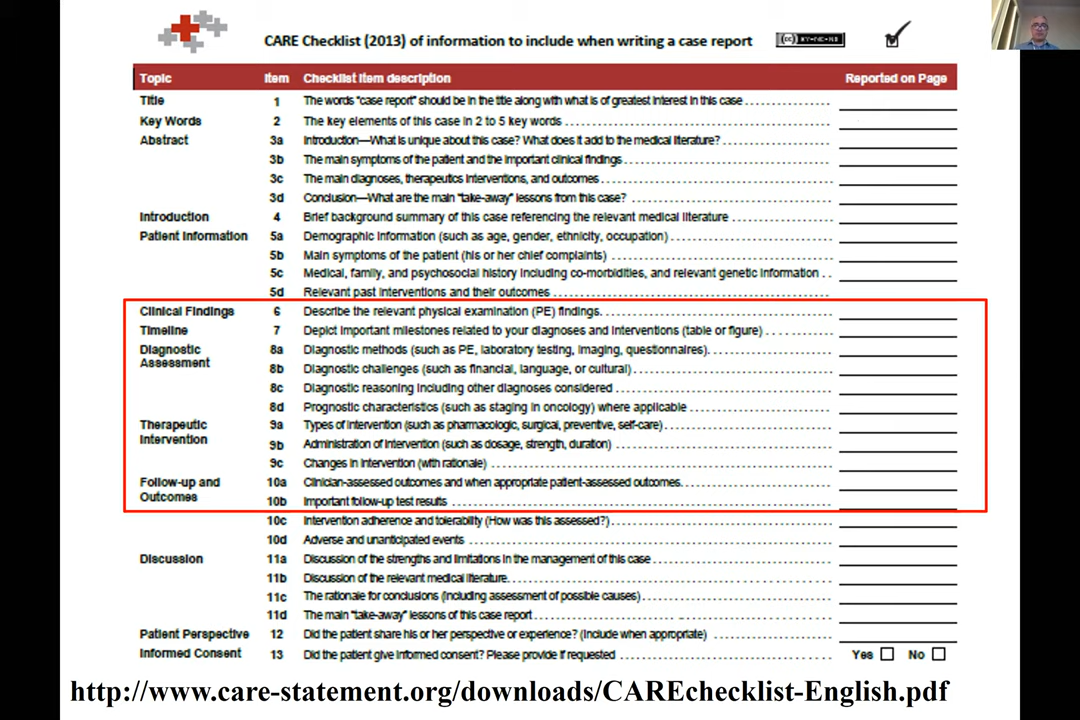 CARE Checklist (2013) of information to include when writing a case report
(cc) BY-NC-ND
Topic Item Checklist item description Reported on Page
Title 1 The words "case report" should be in the title along with what is of greatest interest in this case
Key Words 2 The key elements of this case in 2 to 5 key words
Abstract 3a Introduction—What is unique about this case? What does it add to the medical literature?
3b The main symptoms of the patient and the important clinical findings
3c The main diagnoses, therapeutics interventions, and outcomes
3d Conclusion—What are the main "take-away" lessons from this case?
Introduction 4 Brief background summary of this case referencing the relevant medical literature
Patient Information 5a Demographic information (such as age, gender, ethnicity, occupation)
5b Main symptoms of the patient (his or her chief complaints)
5c Medical, family, and psychosocial history including co-morbidities, and relevant genetic information
5d Relevant past interventions and their outcomes
Clinical Findings 6 Describe the relevant physical examination (PE) findings.
Timeline 7 Depict important milestones related to your diagnoses and interventions (table or figure)
Diagnostic 8a Diagnostic methods (such as PE, laboratory testing, imaging, questionnaires).
Assessment 8b Diagnostic challenges (such as financial, language, or cultural)
8c Diagnostic reasoning including other diagnoses considered
8d Prognostic characteristics (such as staging in oncology) where applicable
Therapeutic 9a Types of intervention (such as pharmacologic, surgical, preventive, self-care)
Intervention 9b Administration of intervention (such as dosage, strength, duration)
9c Changes in intervention (with rationale)
Follow-up and 10a Clinician-assessed outcomes and when appropriate patient-assessed outcomes.
Outcomes 10b Important follow-up test results
10c Intervention adherence and tolerability (How was this assessed?)
10d Adverse and unanticipated events
Discussion 11a Discussion of the strengths and limitations in the management of this case
11b Discussion of the relevant medical literature.
11c The rationale for conclusions (including assessment of possible causes)
11d The main "take-away" lessons of this case report
Patient Perspective 12 Did the patient share his or her perspective or experience? (Include when appropriate)
Informed Consent 13 Did the patient give informed consent? Please provide if requested Yes No
http://www.care-statement.org/downloads/CAREchecklist-English.pdf